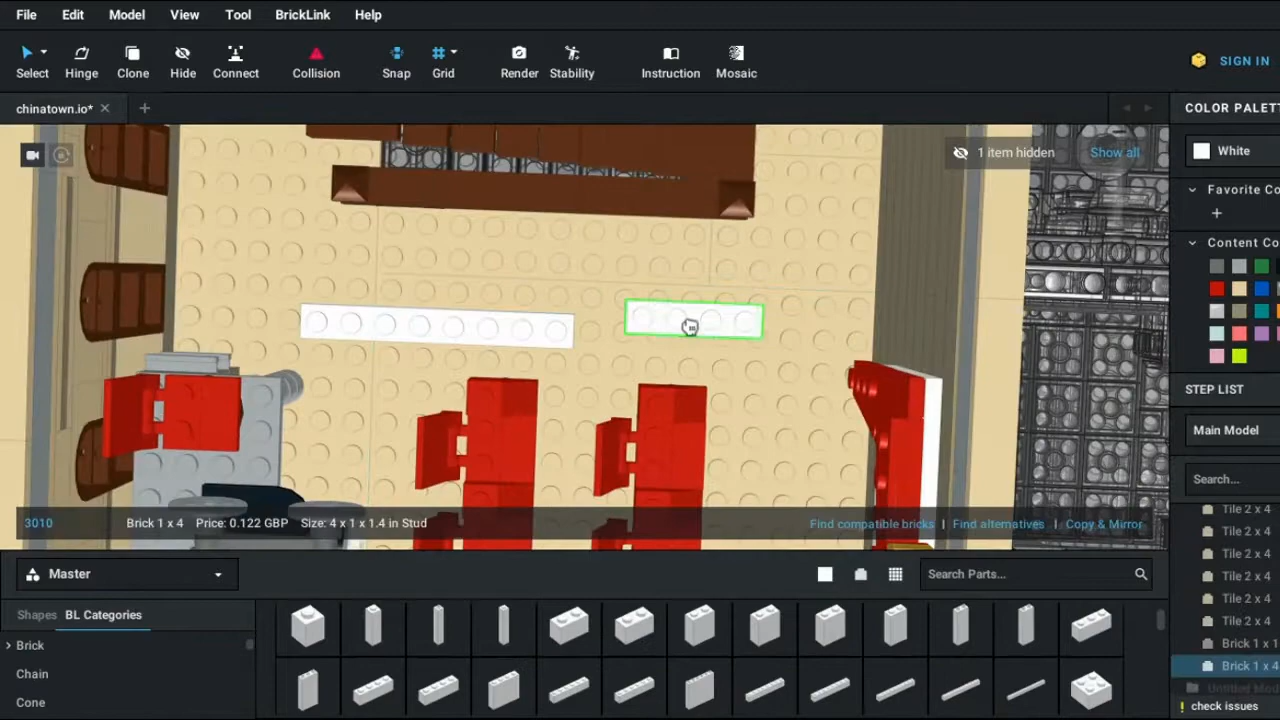 File Edit Model View Tool BrickLink Help
Select Hinge Clone Hide Connect Collision Snap Grid Render Stability Instruction Mosaic SIGN IN
chinatown.io*
COLOR PALET
1 item hidden Show all
White
Favorite Co
Content Co
STEP LIST
Main Model
Search...
Tile 2 x 4
Tile 2 x 4
Tile 2 x 4
Tile 2 x 4
Tile 2 x 4
Tile 2 x 4
Brick 1 x 1
Brick 1 x 4
Untitled Mod
check issues
3010 Brick 1 x 4 Price: 0.122 GBP Size: 4 x 1 x 1.4 in Stud Find compatible bricks | Find alternatives | Copy & Mirror
Master Search Parts...
Shapes BL Categories
Brick
Chain
Cone